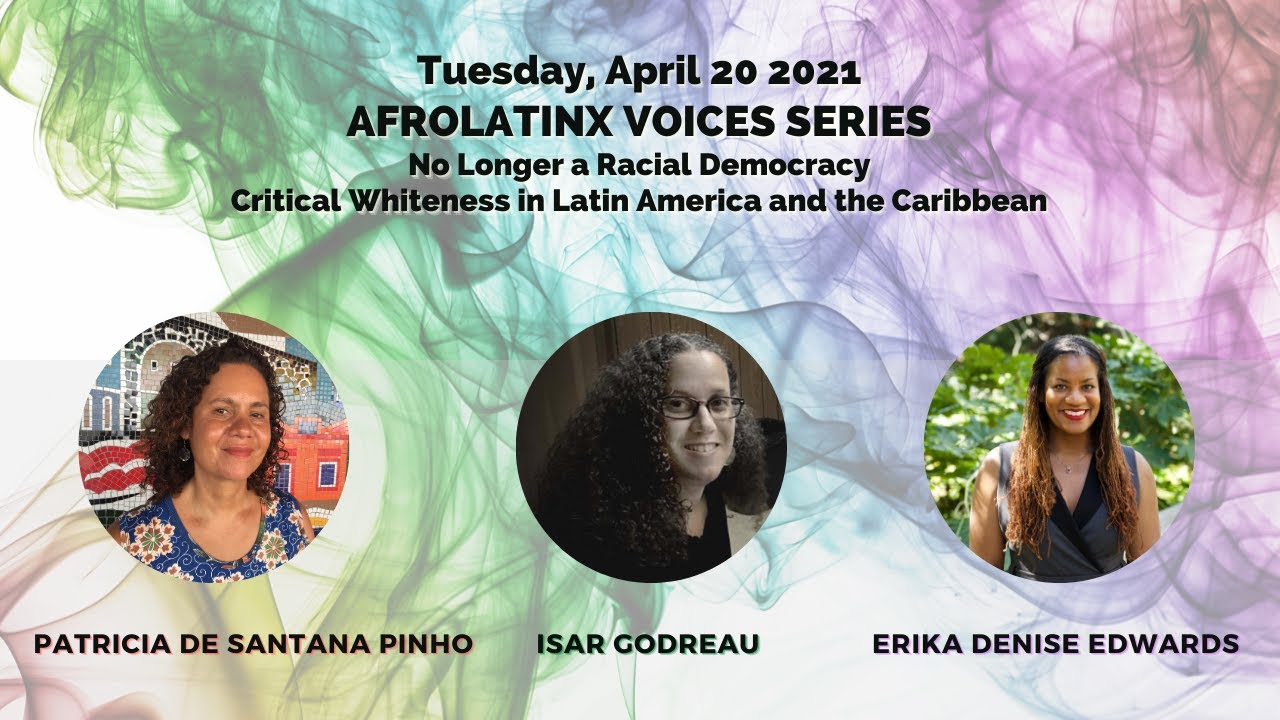 Tuesday, April 20 2021
AFROLATINX VOICES SERIES
No Longer a Racial Democracy
Critical Whiteness in Latin America and the Caribbean
PATRICIA DE SANTANA PINHO
ISAR GODREAU
ERIKA DENISE EDWARDS